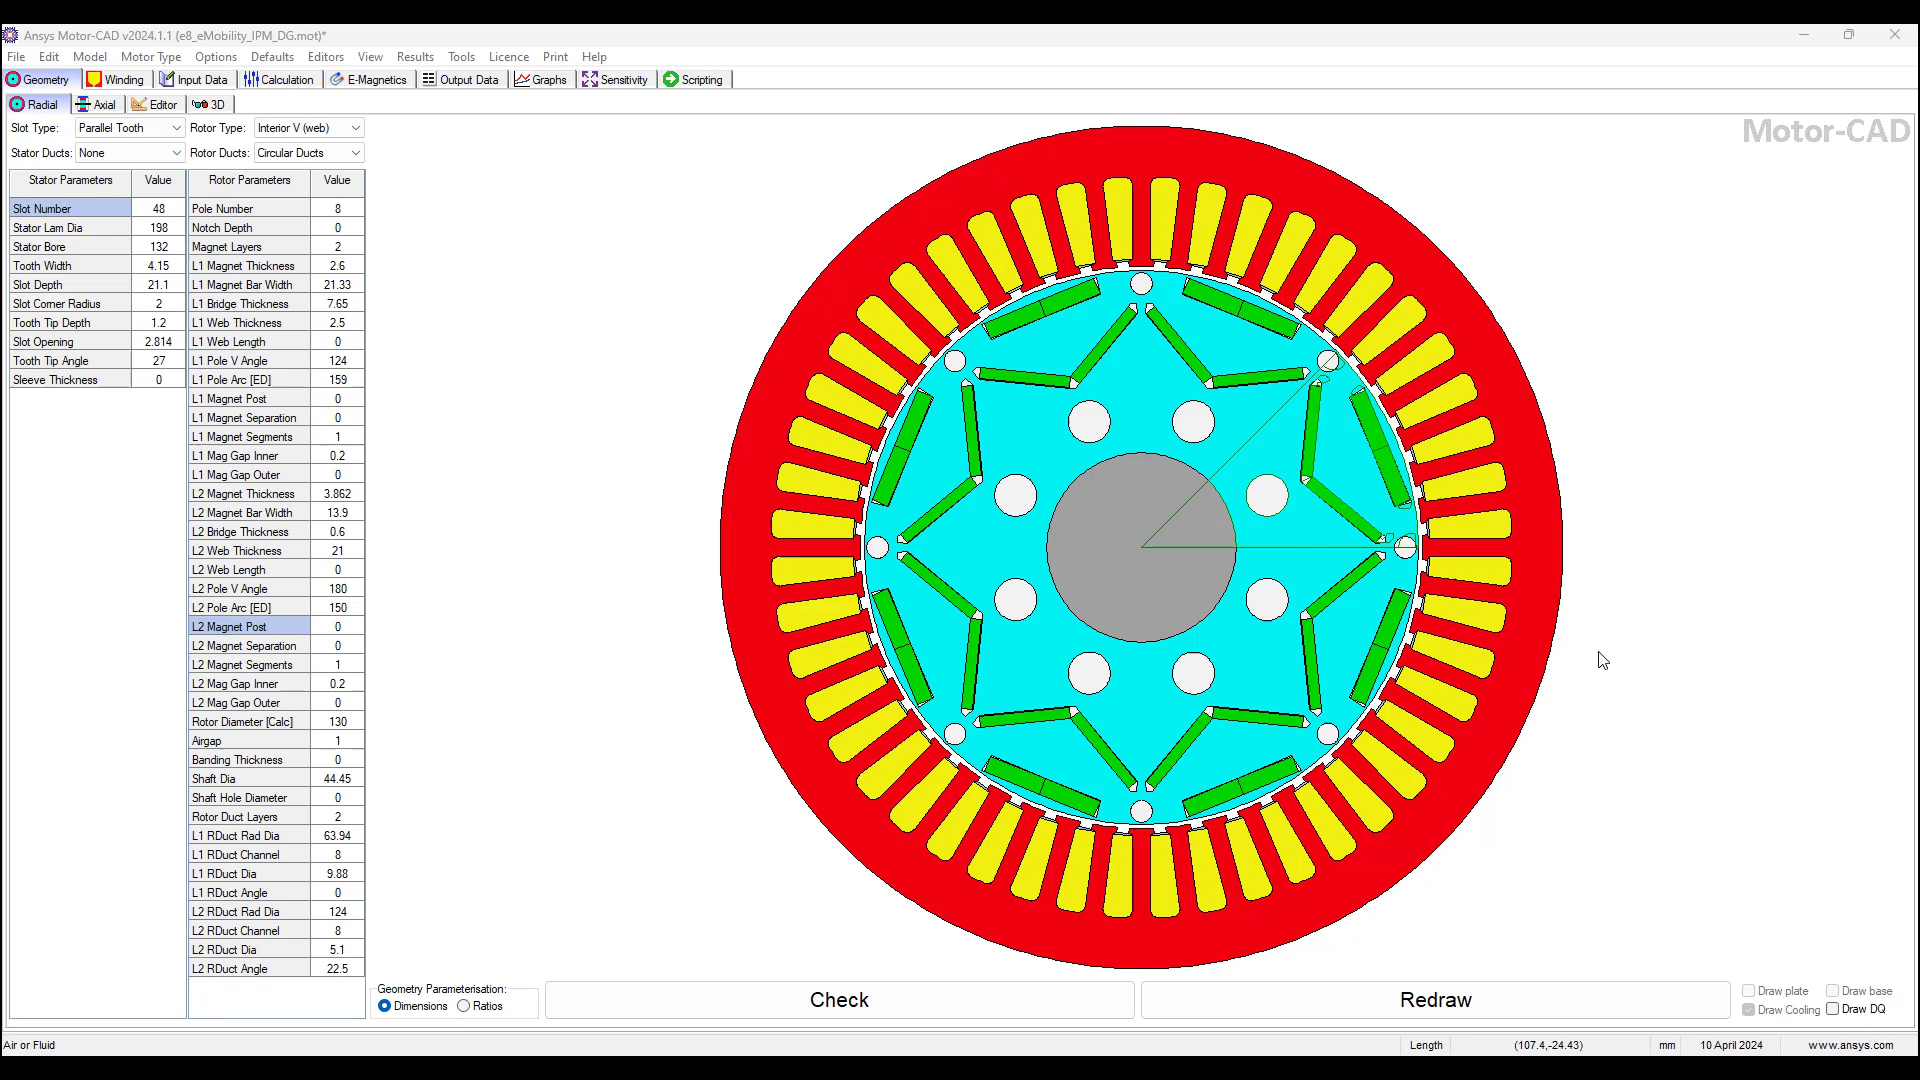 Ansys Motor-CAD v2024.1.1 (e8_eMobility_IPM_DG.mot)*
File Edit Model Motor Type Options Defaults Editors View Results Tools Licence Print Help
Geometry Winding Input Data Calculation E-Magnetics Output Data Graphs Sensitivity Scripting
Radial Axial Editor 3D
Slot Type: Parallel Tooth Rotor Type: Interior V (web)
Stator Ducts: None Rotor Ducts: Circular Ducts
Motor-CAD
Stator Parameters Value Rotor Parameters Value
Slot Number 48 Pole Number 8
Stator Lam Dia 198 Notch Depth 0
Stator Bore 132 Magnet Layers 2
Tooth Width 4.15 L1 Magnet Thickness 2.6
Slot Depth 21.1 L1 Magnet Bar Width 21.33
Slot Corner Radius 2 L1 Bridge Thickness 7.65
Tooth Tip Depth 1.2 L1 Web Thickness 2.5
Slot Opening 2.814 L1 Web Length 0
Tooth Tip Angle 27 L1 Pole V Angle 124
Sleeve Thickness 0 L1 Pole Arc [ED] 159
L1 Magnet Post 0
L1 Magnet Separation 0
L1 Magnet Segments 1
L1 Mag Gap Inner 0.2
L1 Mag Gap Outer 0
L2 Magnet Thickness 3.862
L2 Magnet Bar Width 13.9
L2 Bridge Thickness 0.6
L2 Web Thickness 21
L2 Web Length 0
L2 Pole V Angle 180
L2 Pole Arc [ED] 150
L2 Magnet Post 0
L2 Magnet Separation 0
L2 Magnet Segments 1
L2 Mag Gap Inner 0.2
L2 Mag Gap Outer 0
Rotor Diameter [Calc] 130
Airgap 1
Banding Thickness 0
Shaft Dia 44.45
Shaft Hole Diameter 0
Rotor Duct Layers 2
L1 RDuct Rad Dia 63.94
L1 RDuct Channel 8
L1 RDuct Dia 9.88
L1 RDuct Angle 0
L2 RDuct Rad Dia 124
L2 RDuct Channel 8
L2 RDuct Dia 5.1
L2 RDuct Angle 22.5
Geometry Parameterisation:
Dimensions Ratios
Check
Redraw
Draw plate Draw base
Draw Cooling Draw DQ
Air or Fluid Length (107.4,-24.43) mm 10 April 2024 www.ansys.com